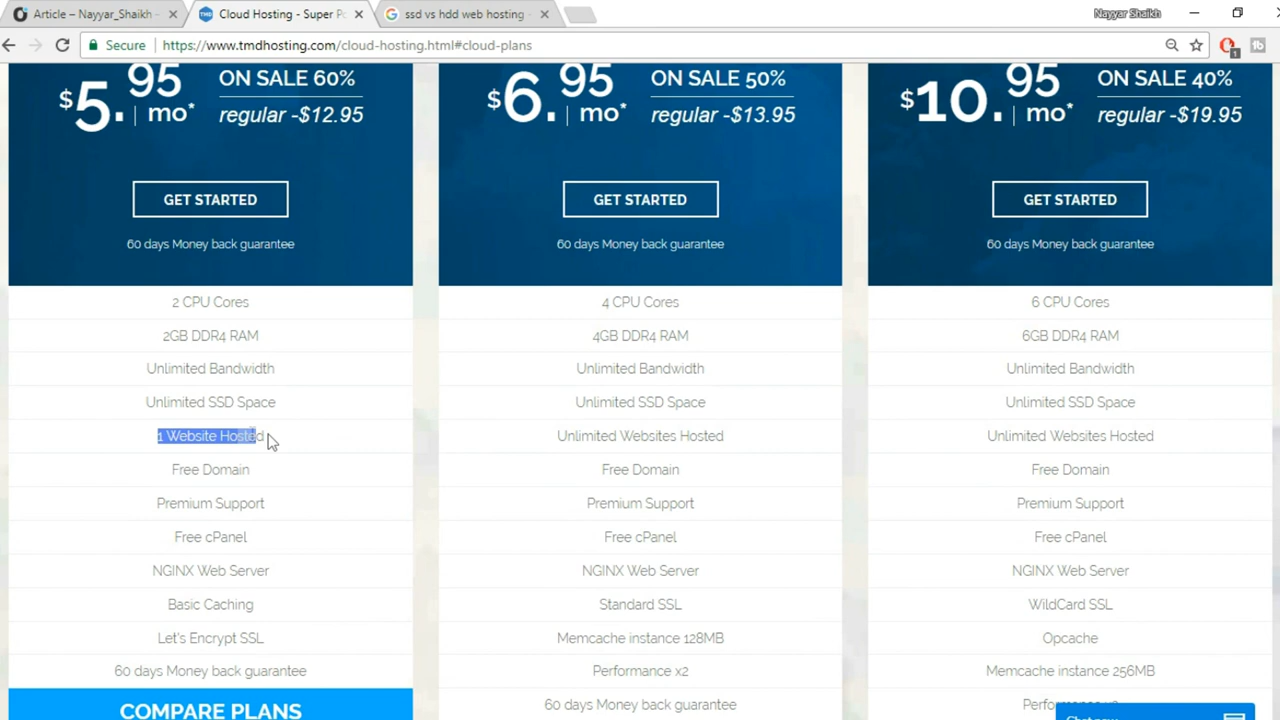 Article – Nayyar_Shaikh –
Cloud Hosting - Super Po
ssd vs hdd web hosting
Nayyar Shaikh
Secure https://www.tmdhosting.com/cloud-hosting.html#cloud-plans
$5.95 mo*
ON SALE 60%
regular -$12.95
GET STARTED
60 days Money back guarantee
2 CPU Cores
2GB DDR4 RAM
Unlimited Bandwidth
Unlimited SSD Space
1 Website Hosted
Free Domain
Premium Support
Free cPanel
NGINX Web Server
Basic Caching
Let's Encrypt SSL
60 days Money back guarantee
COMPARE PLANS
$6.95 mo*
ON SALE 50%
regular -$13.95
GET STARTED
60 days Money back guarantee
4 CPU Cores
4GB DDR4 RAM
Unlimited Bandwidth
Unlimited SSD Space
Unlimited Websites Hosted
Free Domain
Premium Support
Free cPanel
NGINX Web Server
Standard SSL
Memcache instance 128MB
Performance x2
60 days Money back guarantee
$10.95 mo*
ON SALE 40%
regular -$19.95
GET STARTED
60 days Money back guarantee
6 CPU Cores
6GB DDR4 RAM
Unlimited Bandwidth
Unlimited SSD Space
Unlimited Websites Hosted
Free Domain
Premium Support
Free cPanel
NGINX Web Server
WildCard SSL
Opcache
Memcache instance 256MB
Chat now